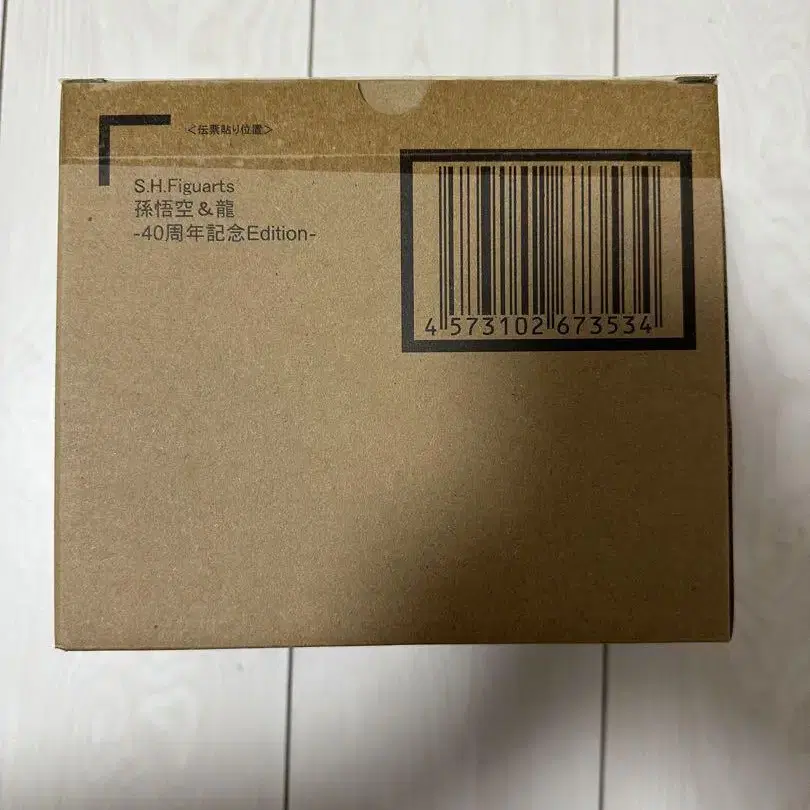 ＜伝票貼り位置＞
S.H.Figuarts
孫悟空＆龍
-40周年記念Edition-
4 573102 673534